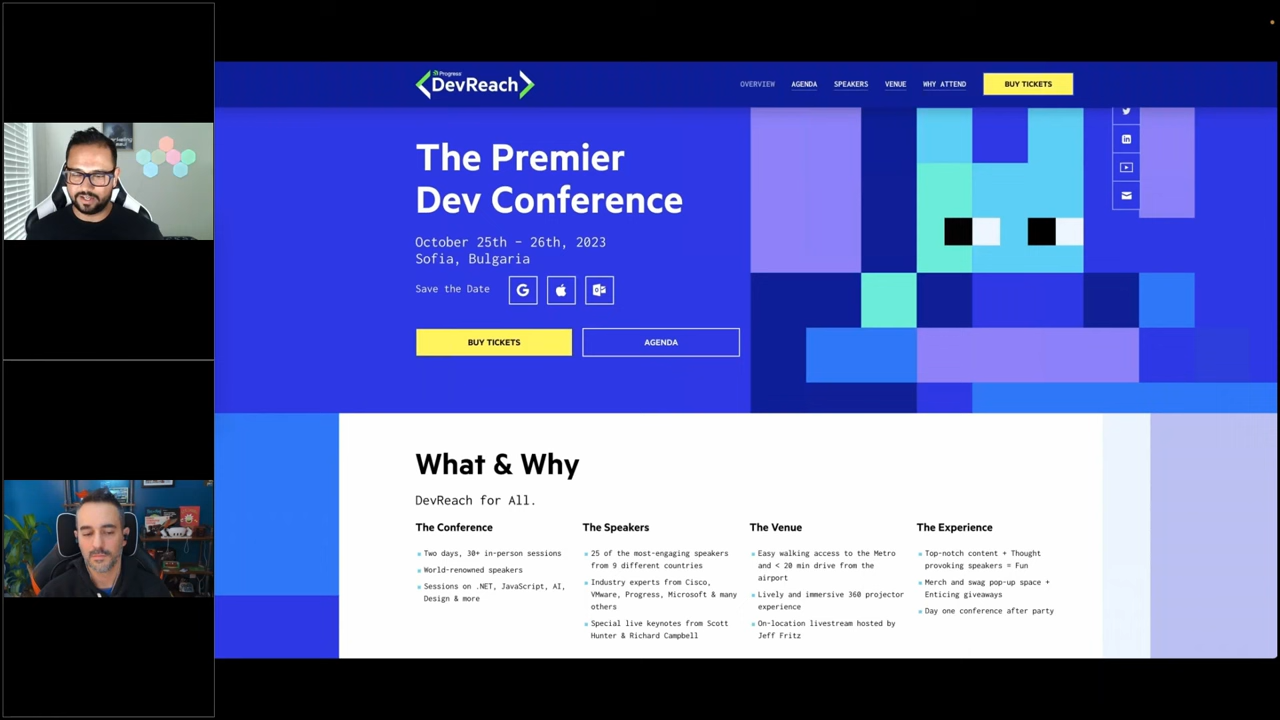 Progress
DevReach
OVERVIEW
AGENDA
SPEAKERS
VENUE
WHY ATTEND
BUY TICKETS
The Premier
Dev Conference
October 25th – 26th, 2023
Sofia, Bulgaria
Save the Date
BUY TICKETS
AGENDA
What & Why
DevReach for All.
The Conference
Two days, 30+ in-person sessions
World-renowned speakers
Sessions on .NET, JavaScript, AI,
Design & more
The Speakers
25 of the most-engaging speakers
from 9 different countries
Industry experts from Cisco,
VMware, Progress, Microsoft & many
others
Special live keynotes from Scott
Hunter & Richard Campbell
The Venue
Easy walking access to the Metro
and < 20 min drive from the
airport
Lively and immersive 360 projector
experience
On-location livestream hosted by
Jeff Fritz
The Experience
Top-notch content + Thought
provoking speakers = Fun
Merch and swag pop-up space +
Enticing giveaways
Day one conference after party